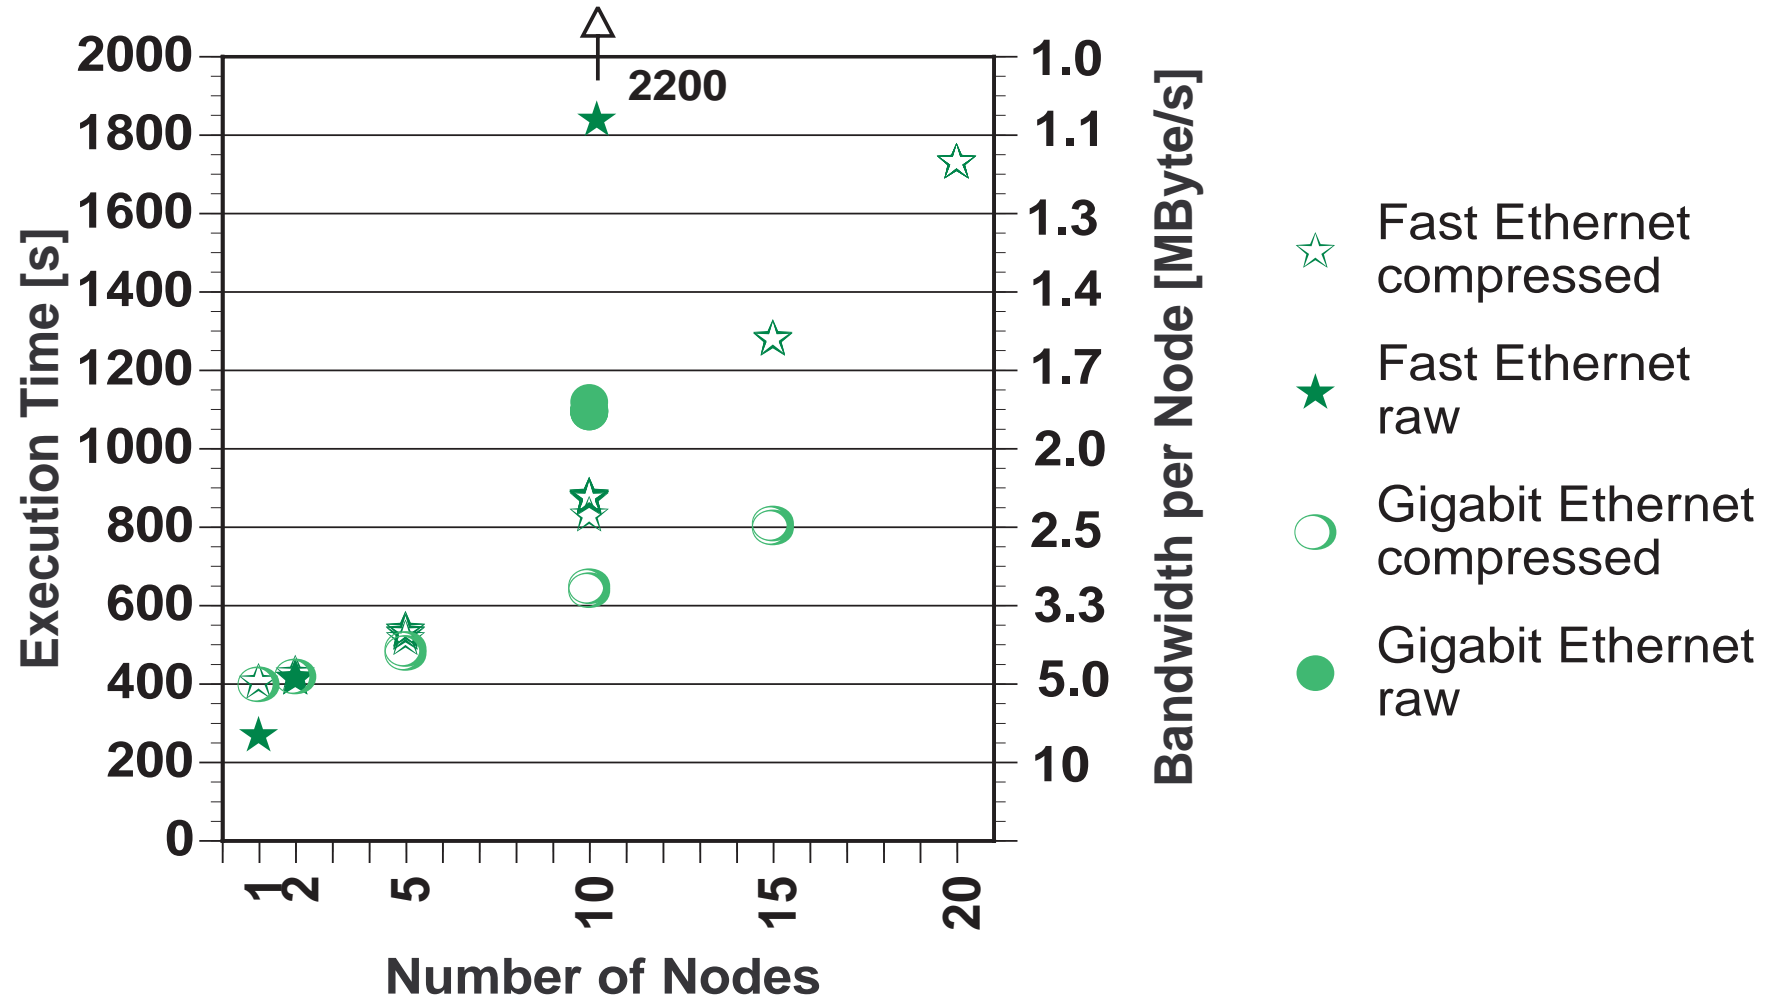 2200
2000
1800
1600
1400
1200
1000
800
600
400
200
0
Execution Time [s]
1.0
1.1
1.3
1.4
1.7
2.0
2.5
3.3
5.0
10
Bandwidth per Node [MByte/s]
1
2
5
10
15
20
Number of Nodes
Fast Ethernet
compressed
Fast Ethernet
raw
Gigabit Ethernet
compressed
Gigabit Ethernet
raw